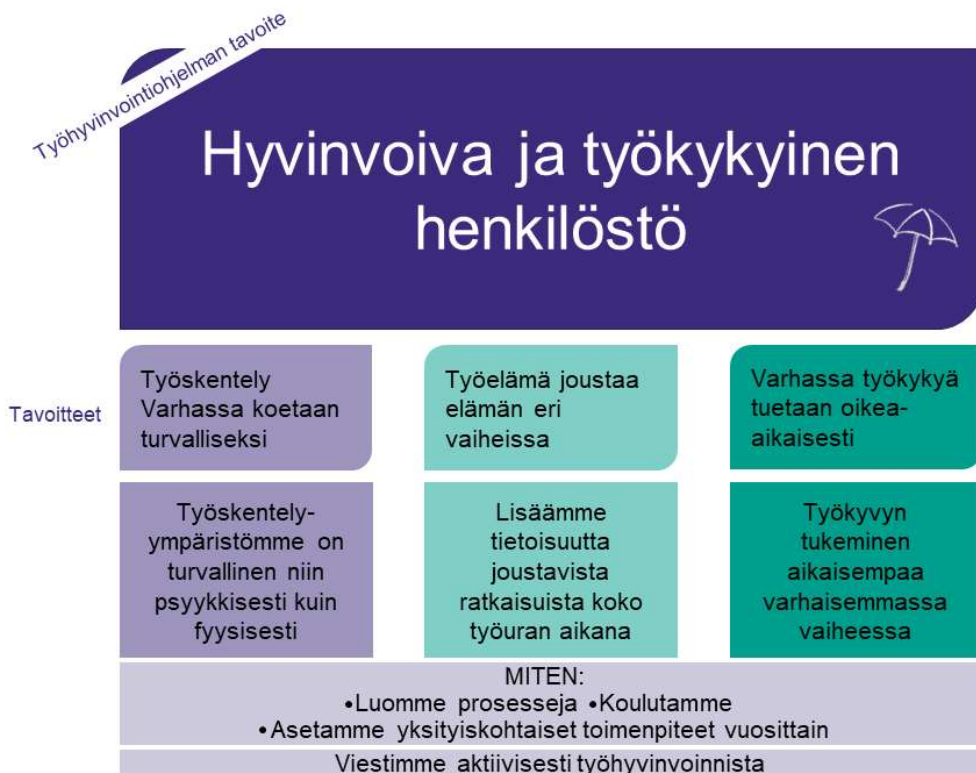 Työhyvinvointiohjelman tavoite
Hyvinvoiva ja työkykyinen
henkilöstö
Tavoitteet
Työskentely
Varhassa koetaan
turvalliseksi
Työelämä joustaa
elämän eri
vaiheissa
Varhassa työkykyä
tuetaan oikea-
aikaisesti
Työskentely-
ympäristömme on
turvallinen niin
psyykkisesti kuin
fyysisesti
Lisäämme
tietoisuutta
joustavista
ratkaisuista koko
työuran aikana
Työkyvyn
tukeminen
aikaisempaa
varhaisemmassa
vaiheessa
MITEN:
•Luomme prosesseja •Koulutamme
•Asetamme yksityiskohtaiset toimenpiteet vuosittain
Viestimme aktiivisesti työhyvinvoinnista